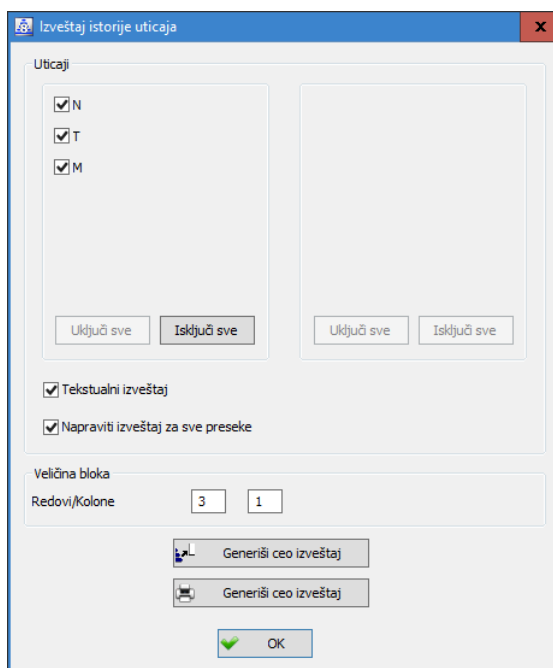 Izveštaj istorije uticaja
x
Uticaji
N
T
M
Uključi sve Isključi sve Uključi sve Isključi sve
Tekstualni izveštaj
Napraviti izveštaj za sve preseke
Veličina bloka
Redovi/Kolone 3 1
Generiši ceo izveštaj
Generiši ceo izveštaj
OK